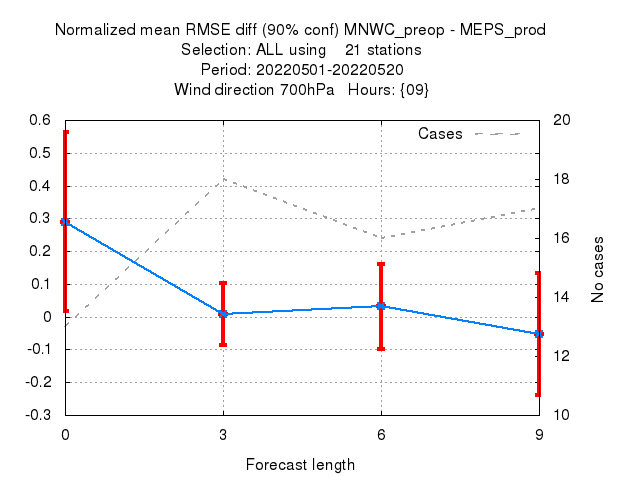 Normalized mean RMSE diff (90% conf) MNWC_preop - MEPS_prod
Selection: ALL using    21 stations
Period: 20220501-20220520
Wind direction 700hPa   Hours: {09}
Cases
0.6
0.5
0.4
0.3
0.2
0.1
0
-0.1
-0.2
-0.3
20
18
16
14
12
10
No cases
0 3 6 9
Forecast length